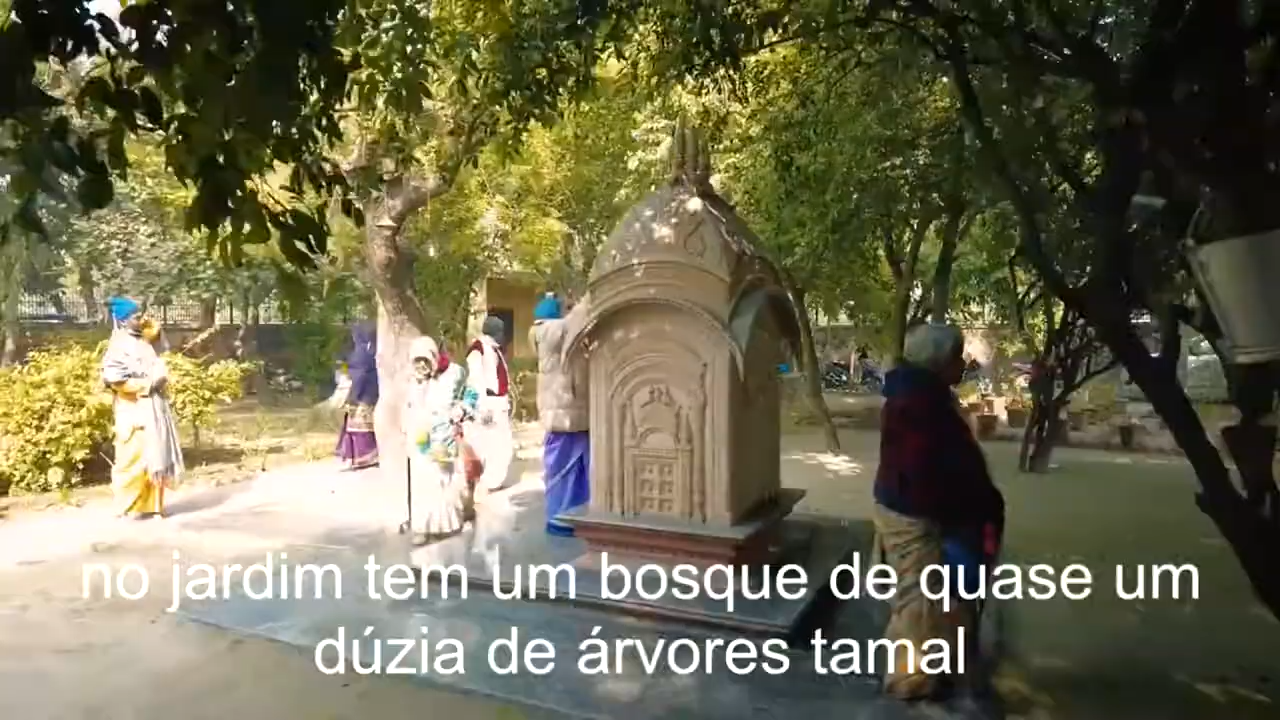 no jardim tem um bosque de quase um
dúzia de árvores tamal